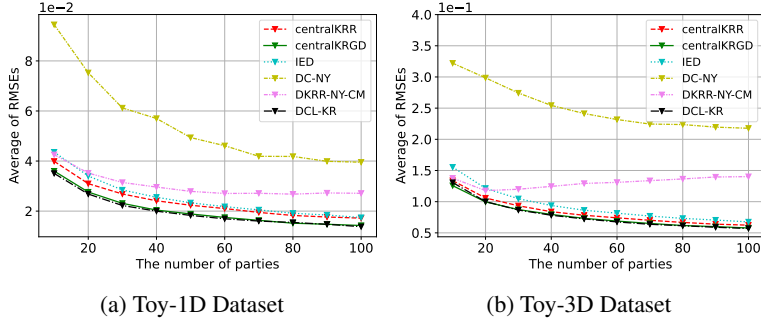 1e−2
8
6
4
2
20
40
60
80
100
Average of RMSEs
The number of parties
centralKRR
centralKRGD
IED
DC-NY
DKRR-NY-CM
DCL-KR
(a) Toy-1D Dataset
1e−1
4.0
3.5
3.0
2.5
2.0
1.5
1.0
0.5
20
40
60
80
100
Average of RMSEs
The number of parties
centralKRR
centralKRGD
IED
DC-NY
DKRR-NY-CM
DCL-KR
(b) Toy-3D Dataset